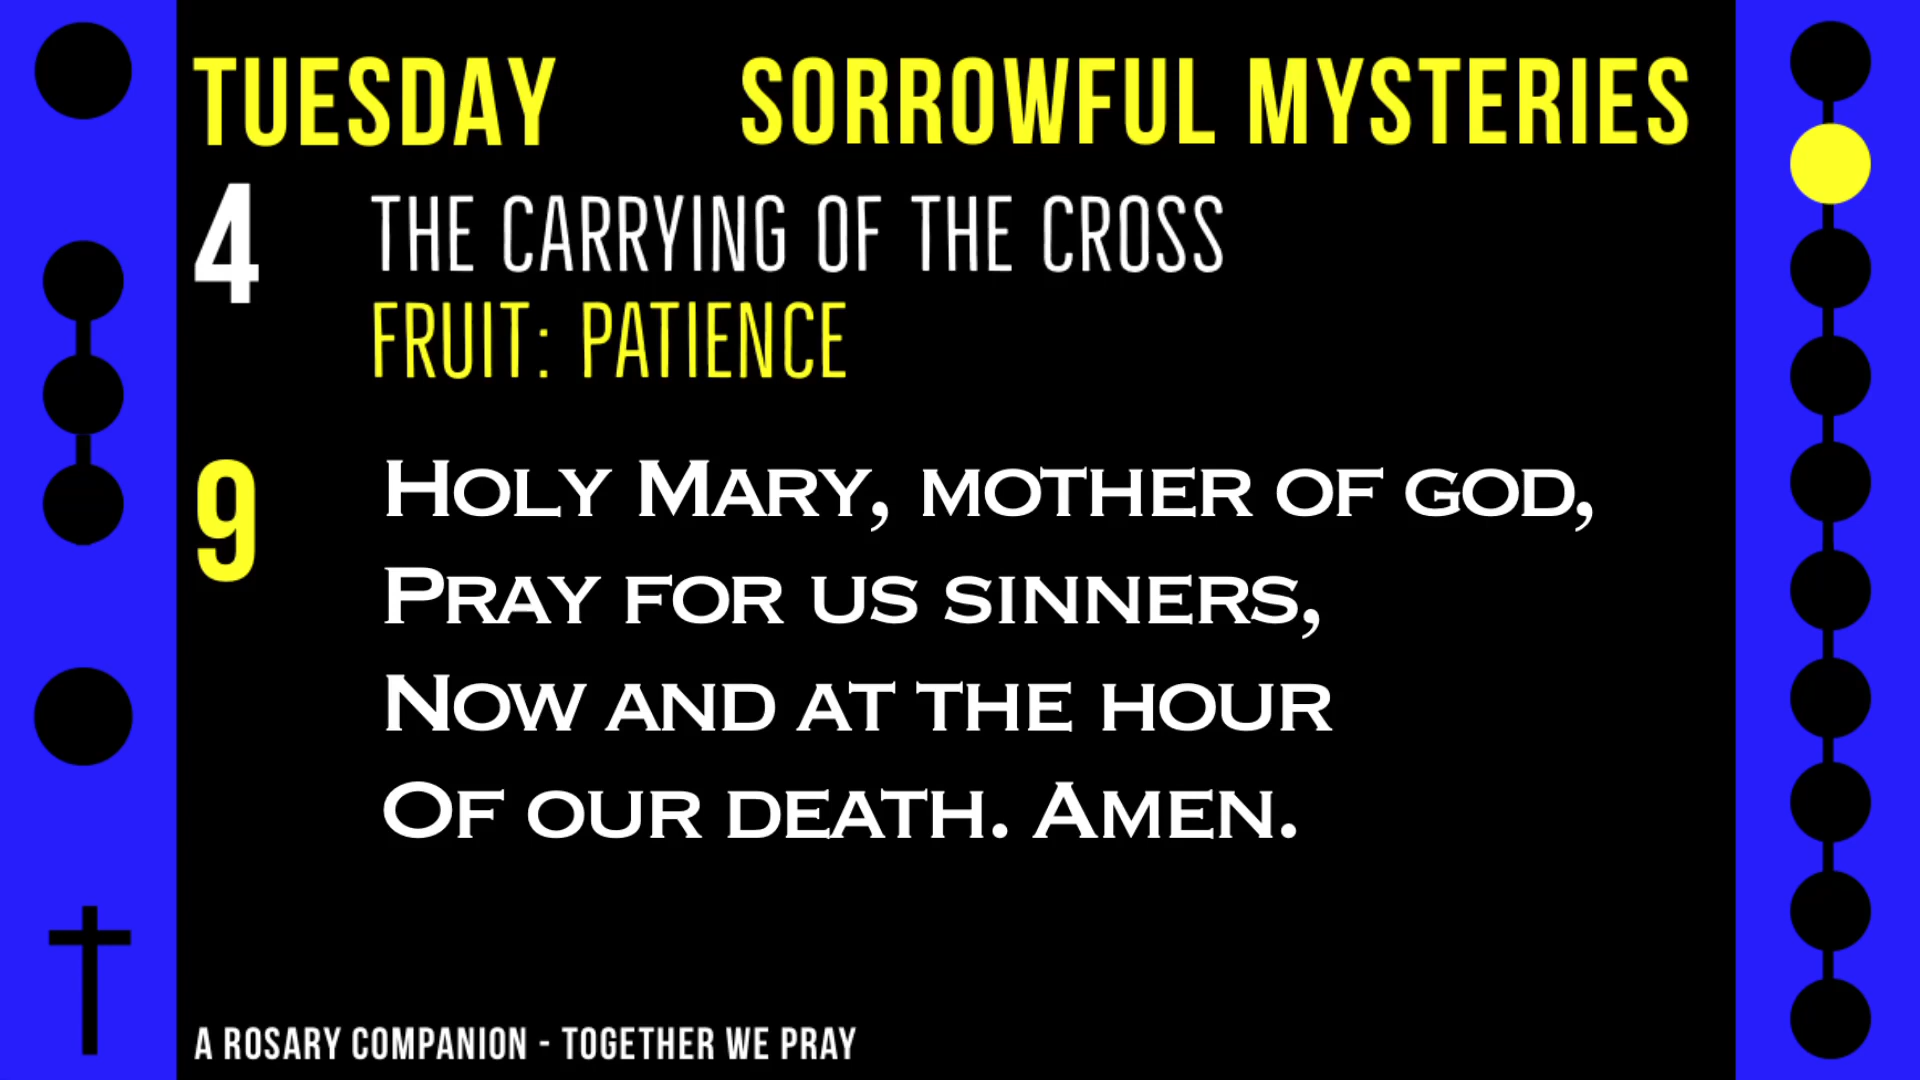 TUESDAY SORROWFUL MYSTERIES
4 THE CARRYING OF THE CROSS
FRUIT: PATIENCE
9 HOLY MARY, MOTHER OF GOD,
PRAY FOR US SINNERS,
NOW AND AT THE HOUR
OF OUR DEATH. AMEN.
A ROSARY COMPANION - TOGETHER WE PRAY